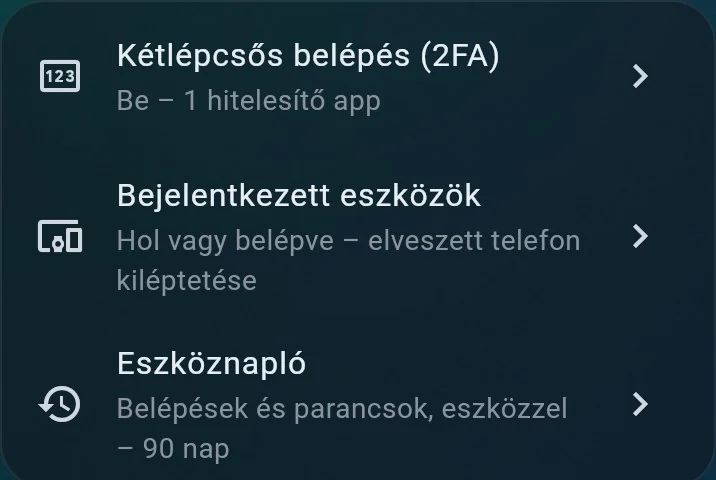 123
Kétlépcsős belépés (2FA)
Be – 1 hitelesítő app
Bejelentkezett eszközök
Hol vagy belépve – elveszett telefon
kiléptetése
Eszköznapló
Belépések és parancsok, eszközzel
– 90 nap